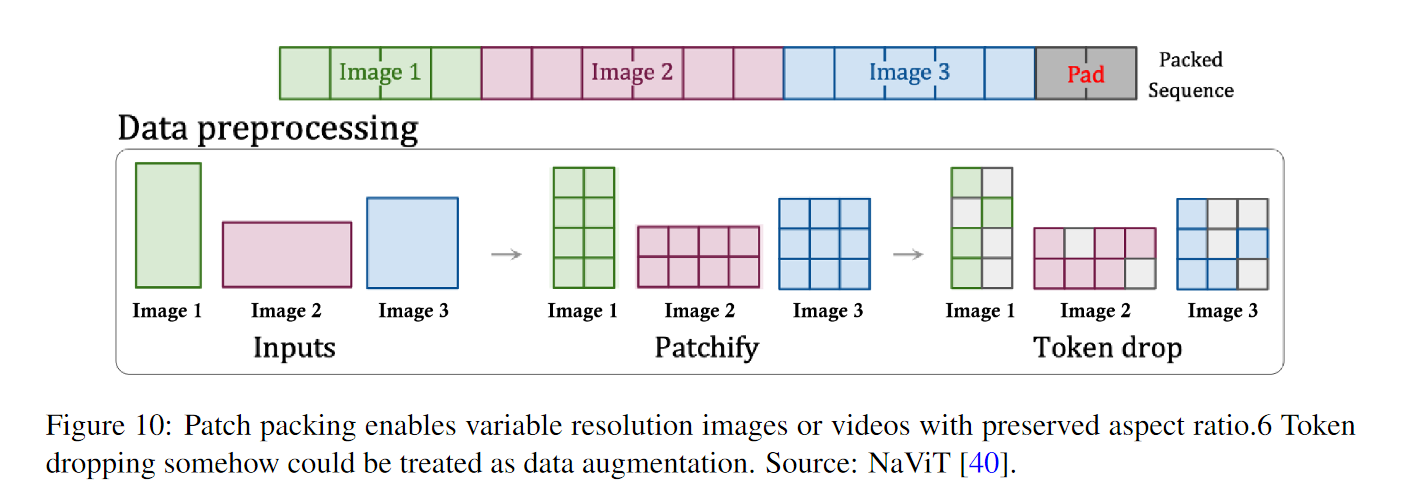 Image 1 Image 2 Image 3 Pad Packed
Sequence
Data preprocessing
Image 1 Image 2 Image 3 Image 1 Image 2 Image 3 Image 1 Image 2 Image 3
Inputs Patchify Token drop
Figure 10: Patch packing enables variable resolution images or videos with preserved aspect ratio.6 Token
dropping somehow could be treated as data augmentation. Source: NaViT [40].